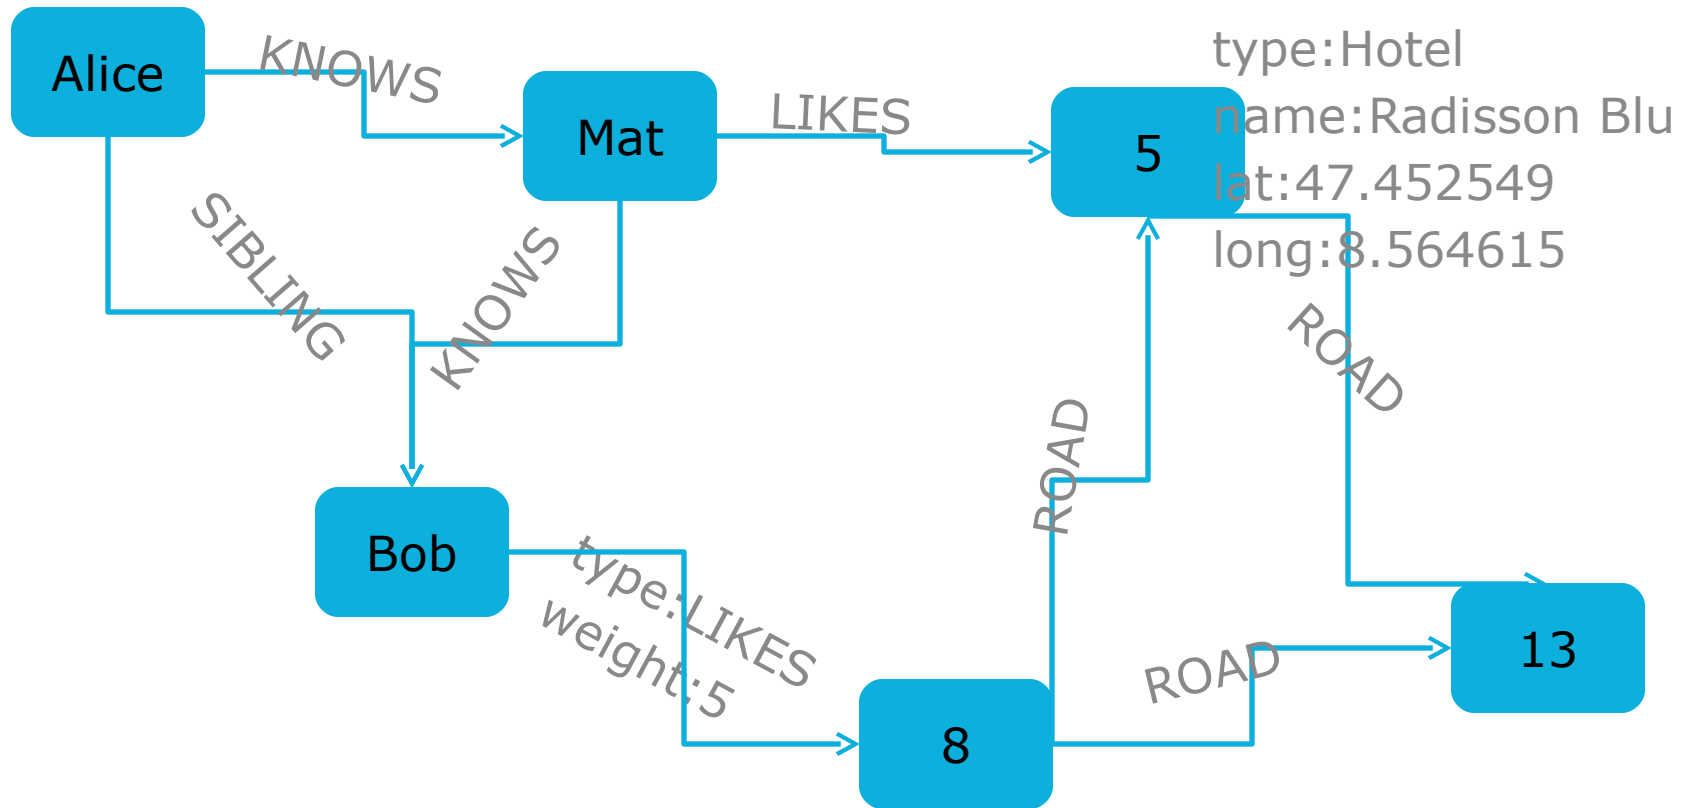 Alice
KNOWS
Mat
LIKES
5
type:Hotel
name:Radisson Blu
lat:47.452549
long:8.564615
SIBLING
KNOWS
ROAD
ROAD
Bob
type:LIKES
weight:5
8
ROAD
13